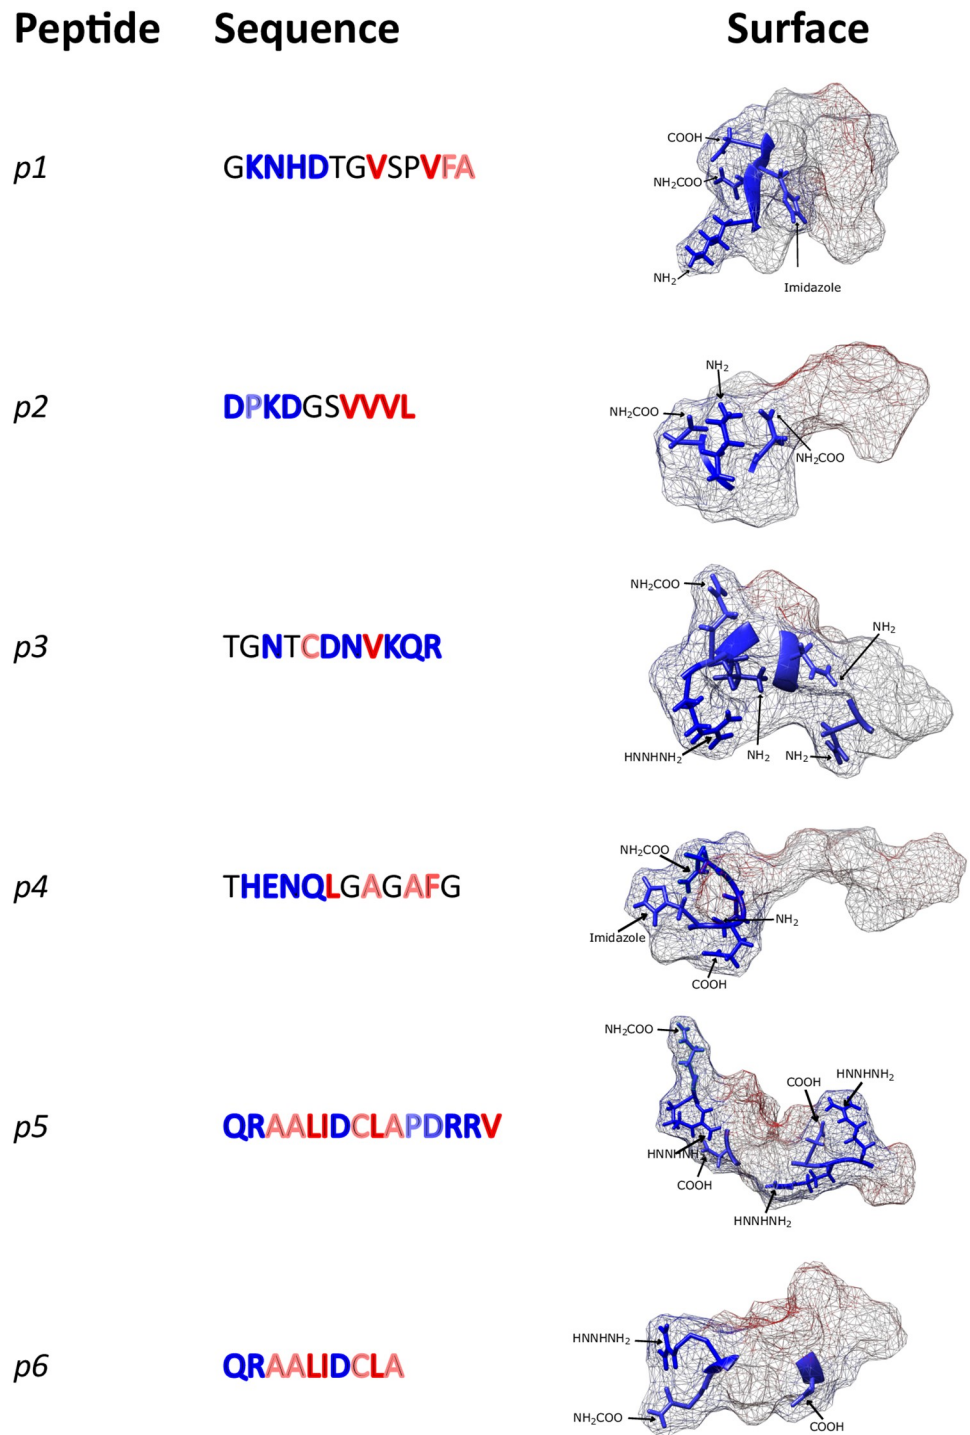 Peptide Sequence Surface
p1 GKNHDTGVSPVFA
COOH
NH2COO
NH2
Imidazole
p2 DPKDGSVVVL
NH2
NH2COO
NH2COO
p3 TGNTCDNVKQR
NH2COO
NH2
HNNHNH2 NH2 NH2
p4 THENQLGAGAFG
NH2COO
NH2
Imidazole
COOH
p5 QRAALIDCLAPDRRV
NH2COO
HNNHNH2
COOH
HNNHNH
COOH
HNNHNH2
p6 QRAALIDCLA
HNNHNH2
NH2COO
COOH